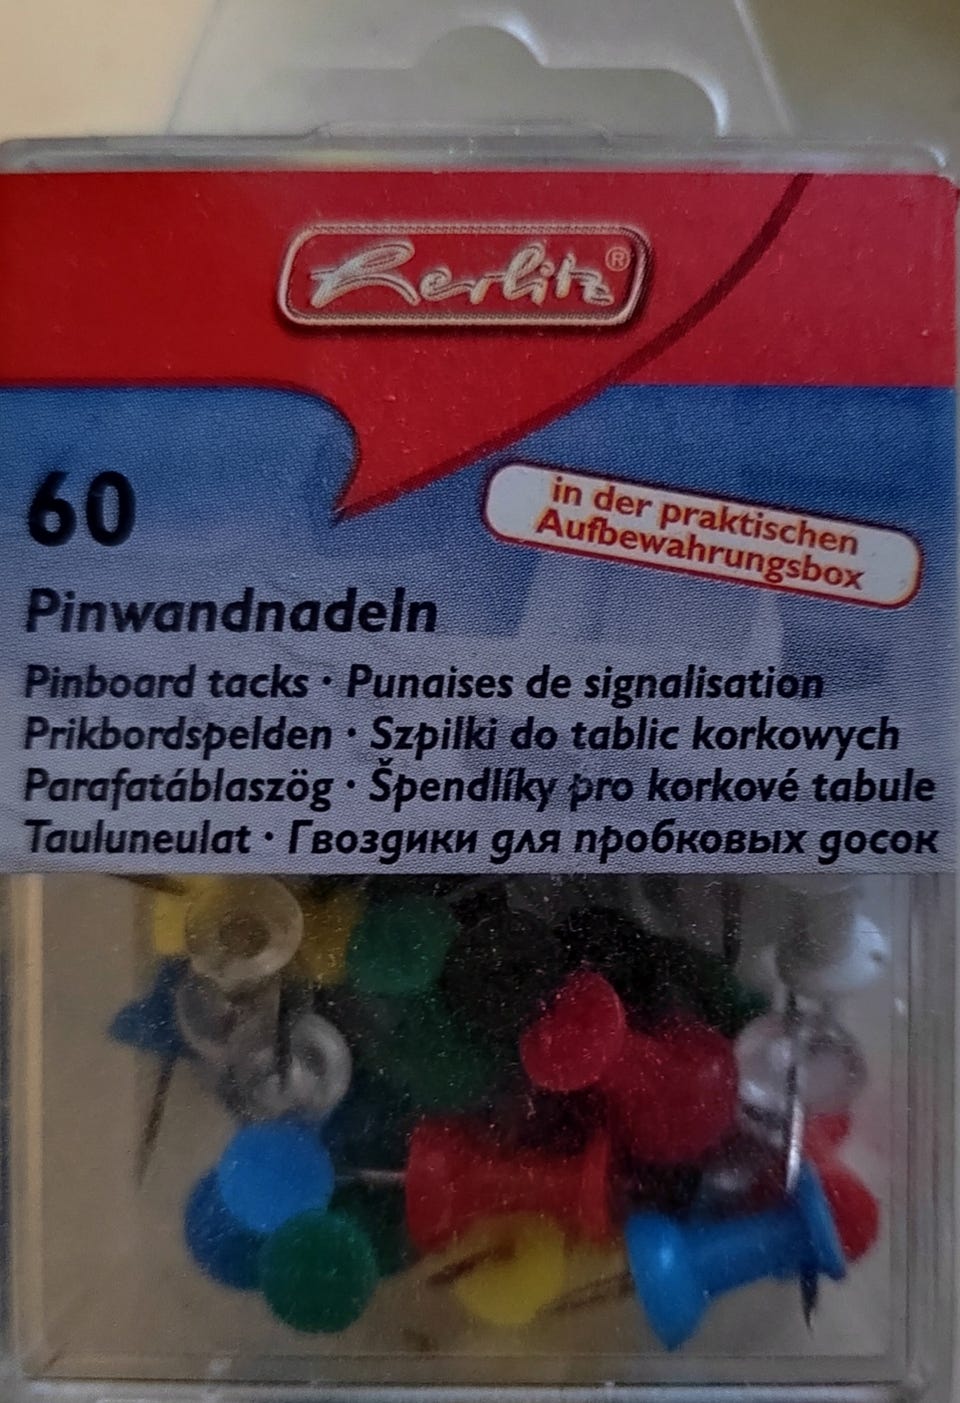 Herlitz®
60
in der praktischen
Aufbewahrungsbox
Pinwandnadeln
Pinboard tacks · Punaises de signalisation
Prikbordspelden · Szpilki do tablic korkowych
Parafatáblaszög · Špendlíky pro korkové tabule
Tauluneulat · Гвоздики для пробковых досок